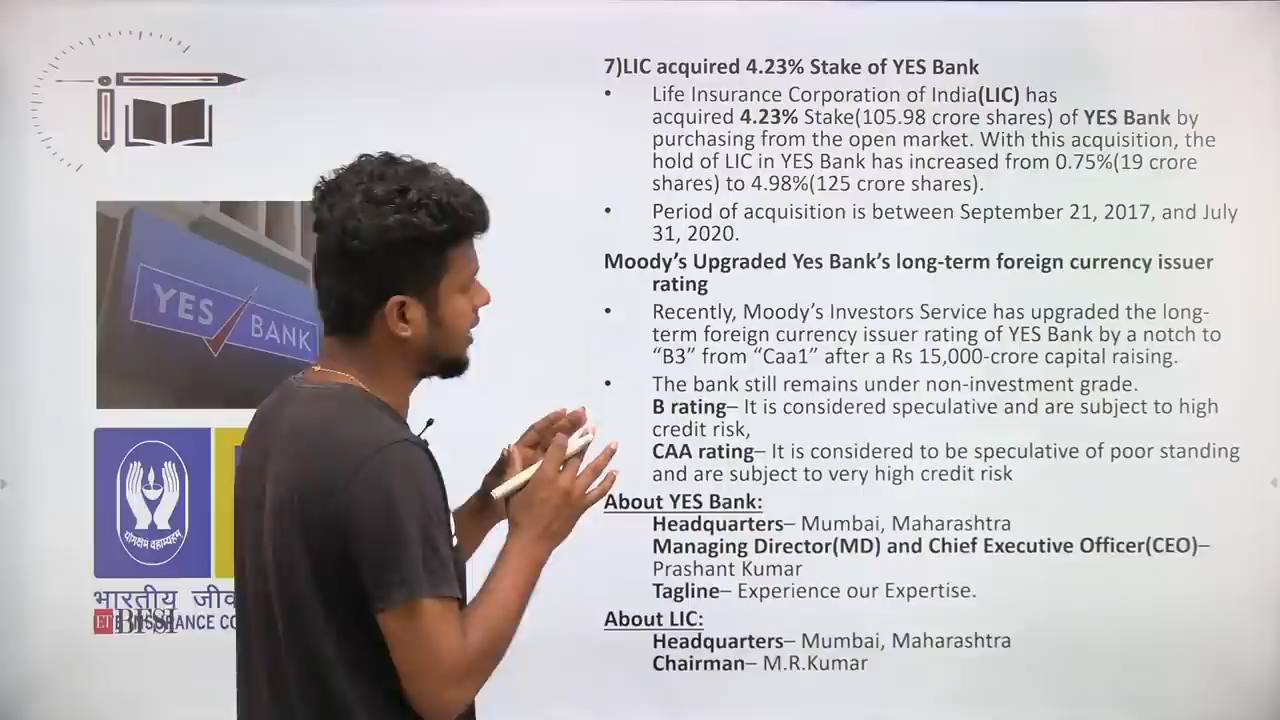 7)LIC acquired 4.23% Stake of YES Bank
• Life Insurance Corporation of India(LIC) has
acquired 4.23% Stake(105.98 crore shares) of YES Bank by
purchasing from the open market. With this acquisition, the
hold of LIC in YES Bank has increased from 0.75%(19 crore
shares) to 4.98%(125 crore shares).
• Period of acquisition is between September 21, 2017, and July
31, 2020.
Moody's Upgraded Yes Bank's long-term foreign currency issuer
rating
• Recently, Moody's Investors Service has upgraded the long-
term foreign currency issuer rating of YES Bank by a notch to
“B3” from “Caa1” after a Rs 15,000-crore capital raising.
• The bank still remains under non-investment grade.
B rating– It is considered speculative and are subject to high
credit risk,
CAA rating– It is considered to be speculative of poor standing
and are subject to very high credit risk
About YES Bank:
Headquarters– Mumbai, Maharashtra
Managing Director(MD) and Chief Executive Officer(CEO)–
Prashant Kumar
Tagline– Experience our Expertise.
About LIC:
Headquarters– Mumbai, Maharashtra
Chairman– M.R.Kumar
YES BANK
योगक्षेमं वहाम्यहम्
भारतीय
INSURANCE
ET BFSI